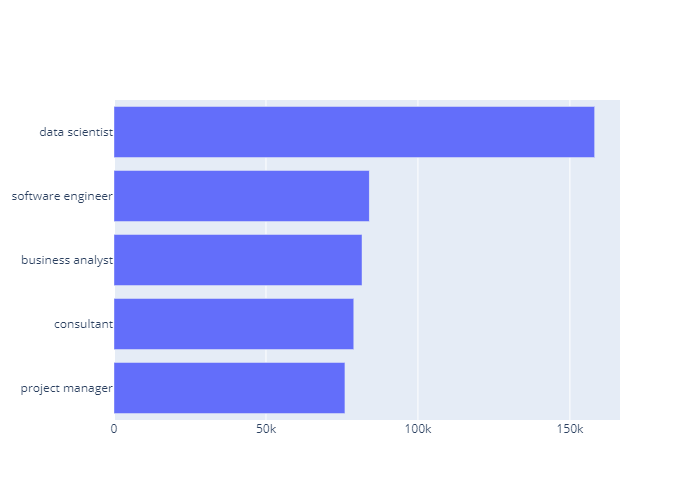 data scientist
software engineer
business analyst
consultant
project manager
0
50k
100k
150k